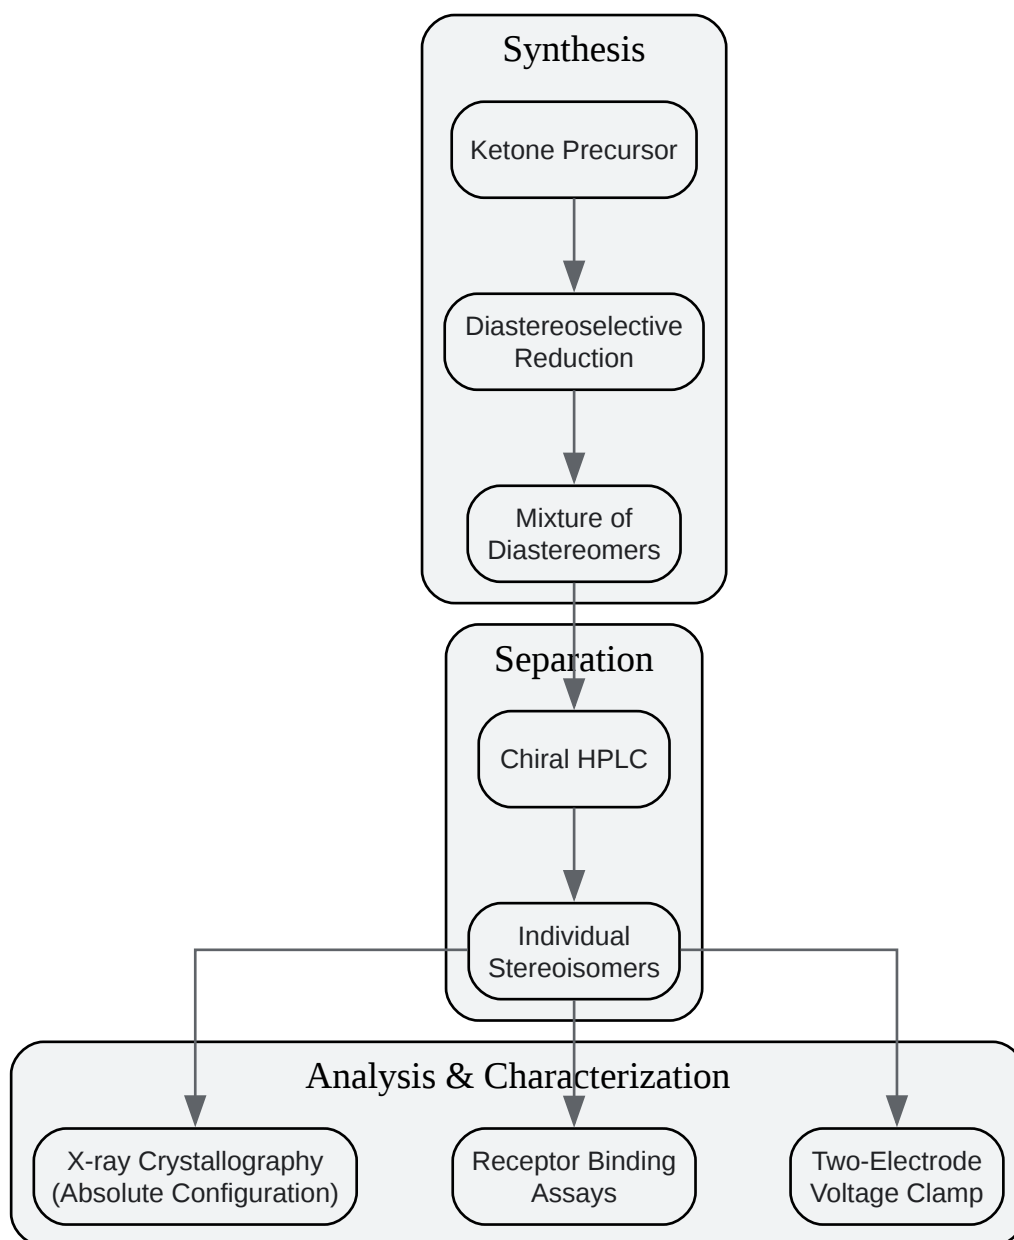 Synthesis
Ketone Precursor
Diastereoselective
Reduction
Mixture of
Diastereomers
Separation
Chiral HPLC
Individual
Stereoisomers
Analysis & Characterization
X-ray Crystallography
(Absolute Configuration)
Receptor Binding
Assays
Two-Electrode
Voltage Clamp